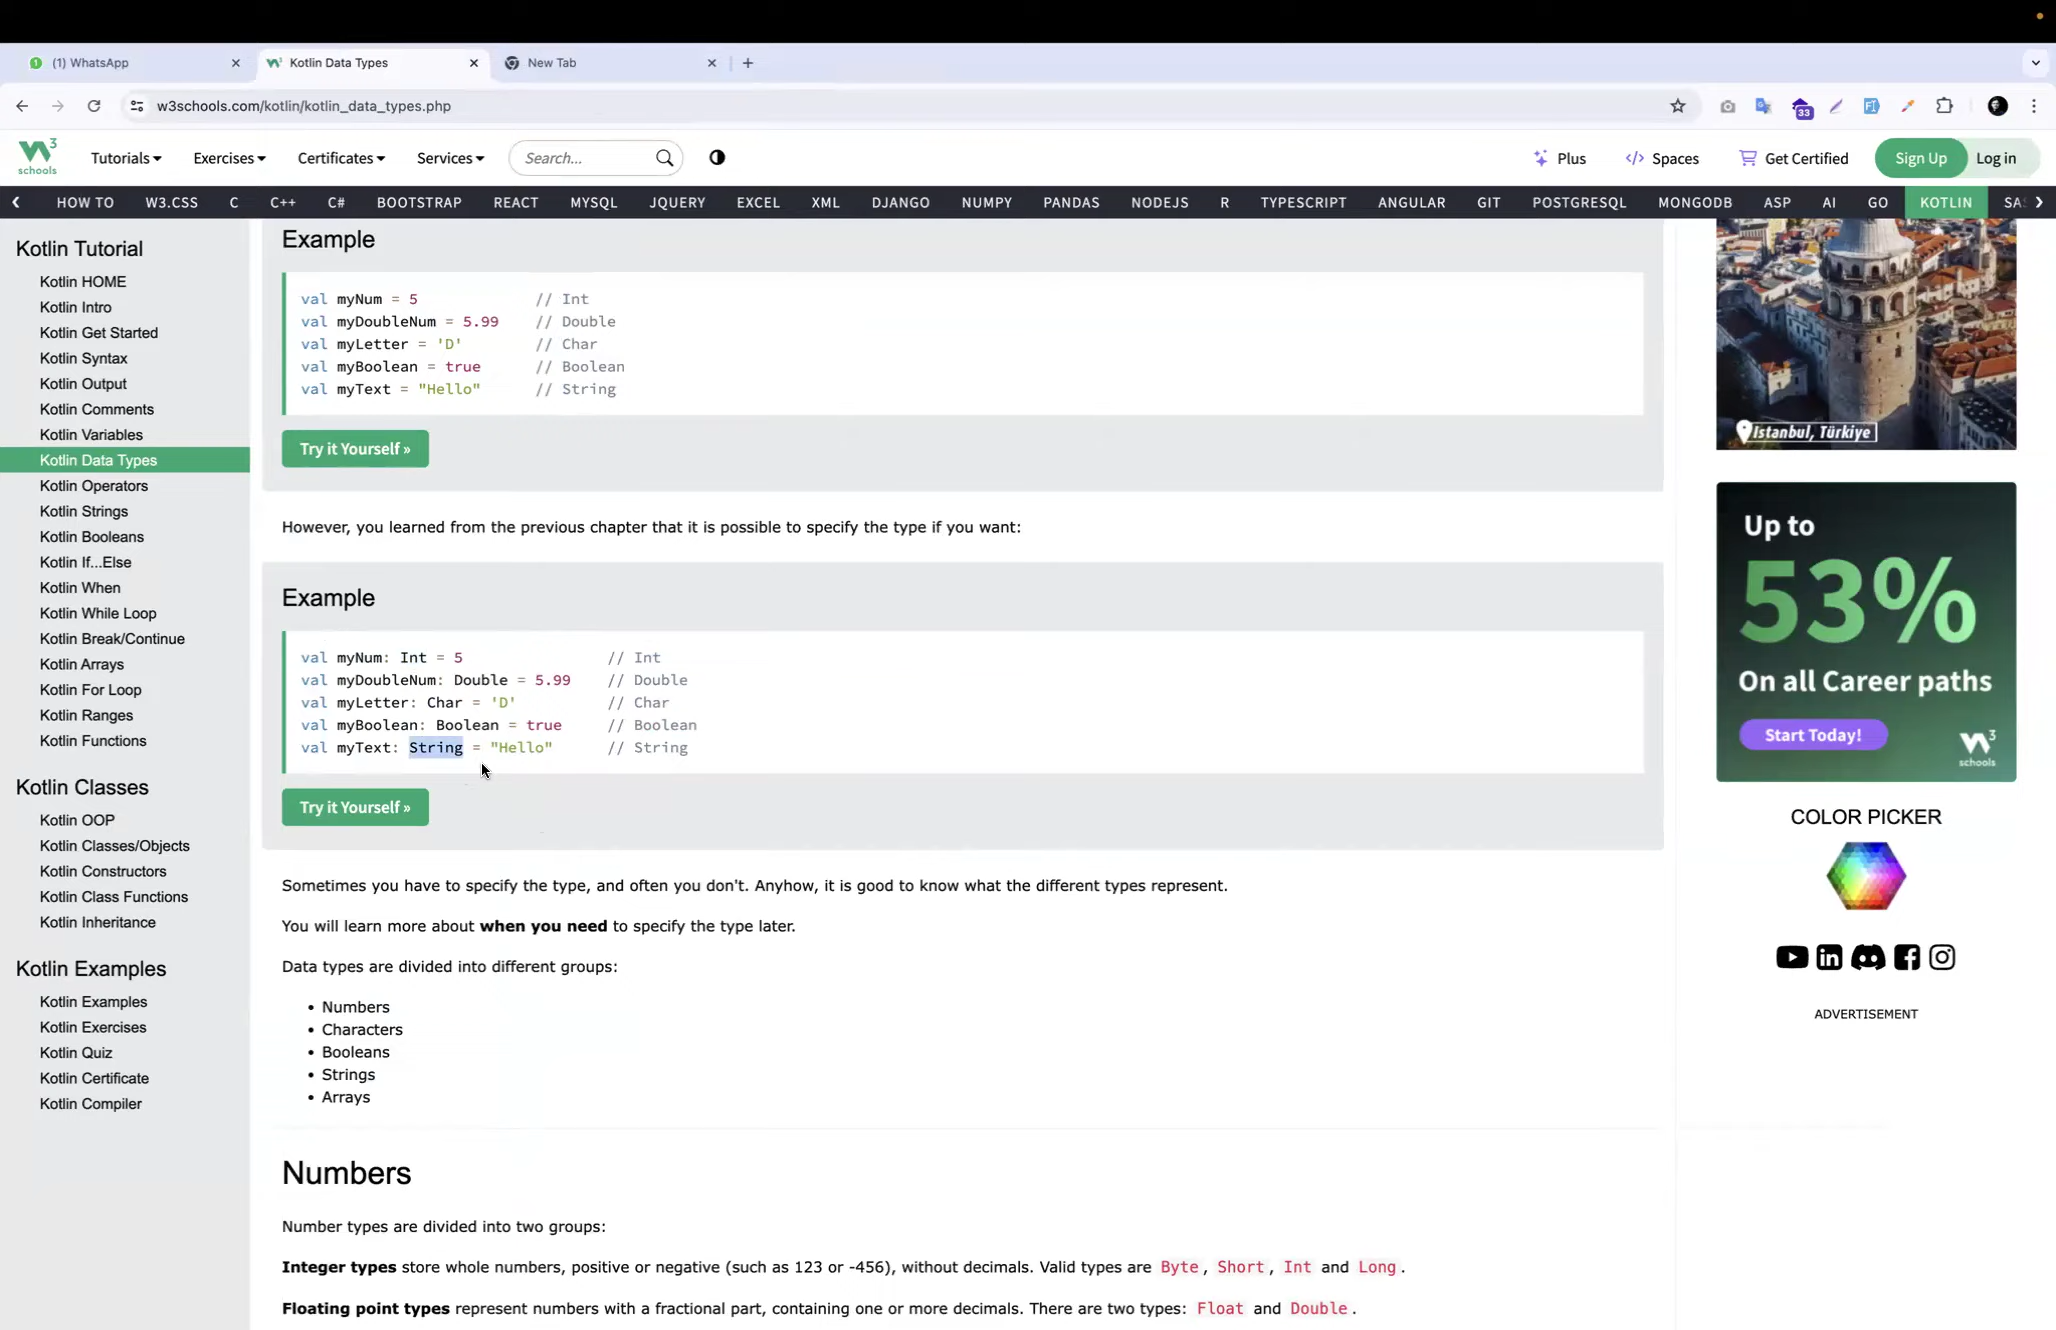 (1) WhatsApp
Kotlin Data Types
New Tab
w3schools.com/kotlin/kotlin_data_types.php
33
schools
Tutorials
Exercises
Certificates
Services
Search...
Plus
Spaces
Get Certified
Sign Up
Log in
HOW TO W3.CSS C C++ C# BOOTSTRAP REACT MYSQL JQUERY EXCEL XML DJANGO NUMPY PANDAS NODEJS R TYPESCRIPT ANGULAR GIT POSTGRESQL MONGODB ASP AI GO KOTLIN SA
Kotlin Tutorial
Kotlin HOME
Kotlin Intro
Kotlin Get Started
Kotlin Syntax
Kotlin Output
Kotlin Comments
Kotlin Variables
Kotlin Data Types
Kotlin Operators
Kotlin Strings
Kotlin Booleans
Kotlin If...Else
Kotlin When
Kotlin While Loop
Kotlin Break/Continue
Kotlin Arrays
Kotlin For Loop
Kotlin Ranges
Kotlin Functions
Kotlin Classes
Kotlin OOP
Kotlin Classes/Objects
Kotlin Constructors
Kotlin Class Functions
Kotlin Inheritance
Kotlin Examples
Kotlin Examples
Kotlin Exercises
Kotlin Quiz
Kotlin Certificate
Kotlin Compiler
Example
val myNum = 5 // Int
val myDoubleNum = 5.99 // Double
val myLetter = 'D' // Char
val myBoolean = true // Boolean
val myText = "Hello" // String
Try it Yourself »
However, you learned from the previous chapter that it is possible to specify the type if you want:
Example
val myNum: Int = 5 // Int
val myDoubleNum: Double = 5.99 // Double
val myLetter: Char = 'D' // Char
val myBoolean: Boolean = true // Boolean
val myText: String = "Hello" // String
Try it Yourself »
Sometimes you have to specify the type, and often you don't. Anyhow, it is good to know what the different types represent.
You will learn more about when you need to specify the type later.
Data types are divided into different groups:
• Numbers
• Characters
• Booleans
• Strings
• Arrays
Numbers
Number types are divided into two groups:
Integer types store whole numbers, positive or negative (such as 123 or -456), without decimals. Valid types are Byte, Short, Int and Long.
Floating point types represent numbers with a fractional part, containing one or more decimals. There are two types: Float and Double.
Istanbul, Türkiye
Up to
53%
On all Career paths
Start Today!
schools
COLOR PICKER
ADVERTISEMENT